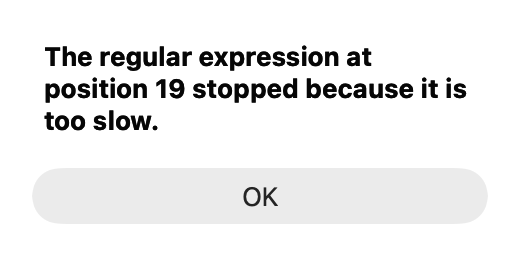 The regular expression at
position 19 stopped because it is
too slow.
OK